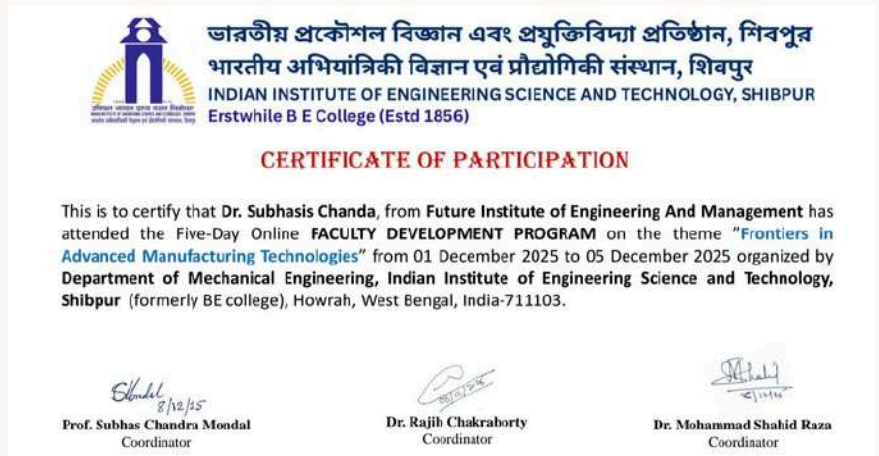 ভারতীয় প্রকৌশল বিজ্ঞান এবং প্রযুক্তিবিদ্যা প্রতিষ্ঠান, শিবপুর
भारतीय अभियांत्रिकी विज्ञान एवं प्रौद्योगिकी संस्थान, शिवपुर
INDIAN INSTITUTE OF ENGINEERING SCIENCE AND TECHNOLOGY, SHIBPUR
Erstwhile B E College (Estd 1856)
CERTIFICATE OF PARTICIPATION
This is to certify that Dr. Subhasis Chanda, from Future Institute of Engineering And Management has
attended the Five-Day Online FACULTY DEVELOPMENT PROGRAM on the theme "Frontiers in
Advanced Manufacturing Technologies" from 01 December 2025 to 05 December 2025 organized by
Department of Mechanical Engineering, Indian Institute of Engineering Science and Technology,
Shibpur (formerly BE college), Howrah, West Bengal, India-711103.
8/12/25
Prof. Subhas Chandra Mondal
Coordinator
Dr. Rajib Chakraborty
Coordinator
Dr. Mohammad Shahid Raza
Coordinator